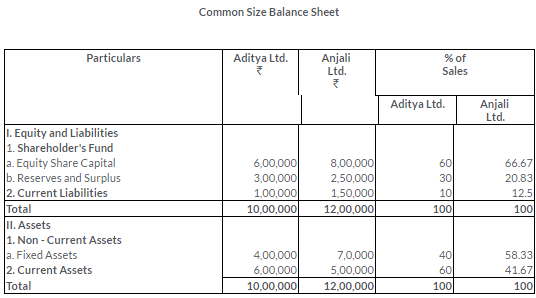 Common Size Balance Sheet
Particulars Aditya Ltd. ₹ Anjali Ltd. ₹ % of Sales
Aditya Ltd. Anjali Ltd.
I. Equity and Liabilities
1. Shareholder's Fund
a. Equity Share Capital 6,00,000 8,00,000 60 66.67
b. Reserves and Surplus 3,00,000 2,50,000 30 20.83
2. Current Liabilities 1,00,000 1,50,000 10 12.5
Total 10,00,000 12,00,000 100 100
II. Assets
1. Non - Current Assets
a. Fixed Assets 4,00,000 7,0,000 40 58.33
2. Current Assets 6,00,000 5,00,000 60 41.67
Total 10,00,000 12,00,000 100 100